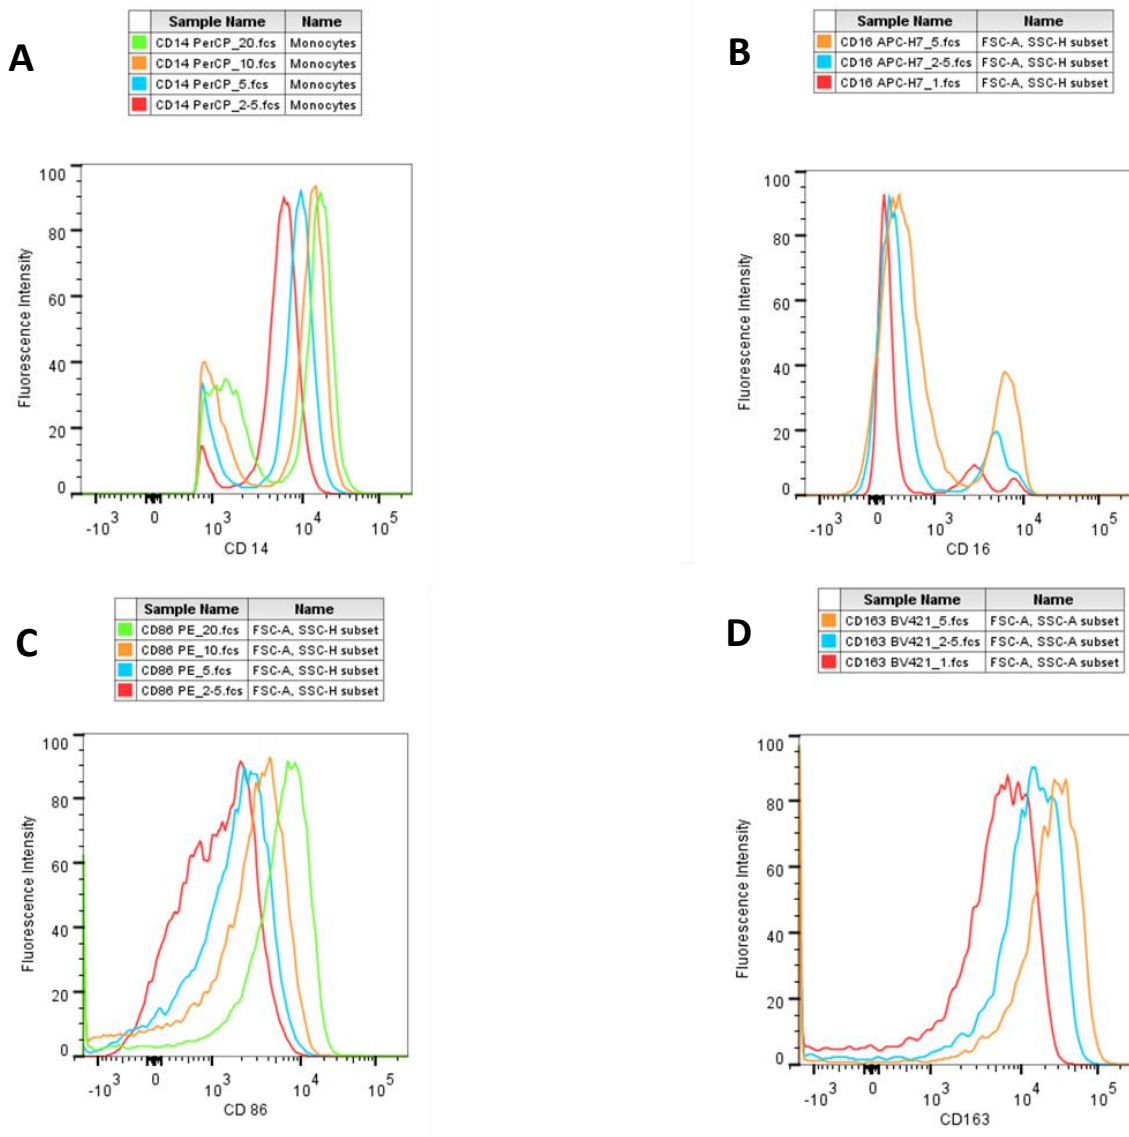 A
Sample Name Name
CD14 PerCP_20.fcs Monocytes
CD14 PerCP_10.fcs Monocytes
CD14 PerCP_5.fcs Monocytes
CD14 PerCP_2-5.fcs Monocytes
100
80
60
40
20
0
Fluorescence Intensity
-10³ 0 10³ 10⁴ 10⁵
CD 14
B
Sample Name Name
CD16 APC-H7_5.fcs FSC-A, SSC-H subset
CD16 APC-H7_2-5.fcs FSC-A, SSC-H subset
CD16 APC-H7_1.fcs FSC-A, SSC-H subset
100
80
60
40
20
0
Fluorescence Intensity
-10³ 0 10³ 10⁴ 10⁵
CD 16
C
Sample Name Name
CD86 PE_20.fcs FSC-A, SSC-H subset
CD86 PE_10.fcs FSC-A, SSC-H subset
CD86 PE_5.fcs FSC-A, SSC-H subset
CD86 PE_2-5.fcs FSC-A, SSC-H subset
100
80
60
40
20
0
Fluorescence Intensity
-10³ 0 10³ 10⁴ 10⁵
CD 86
D
Sample Name Name
CD163 BV421_5.fcs FSC-A, SSC-A subset
CD163 BV421_2-5.fcs FSC-A, SSC-A subset
CD163 BV421_1.fcs FSC-A, SSC-A subset
100
80
60
40
20
0
Fluorescence Intensity
-10³ 0 10³ 10⁴ 10⁵
CD163